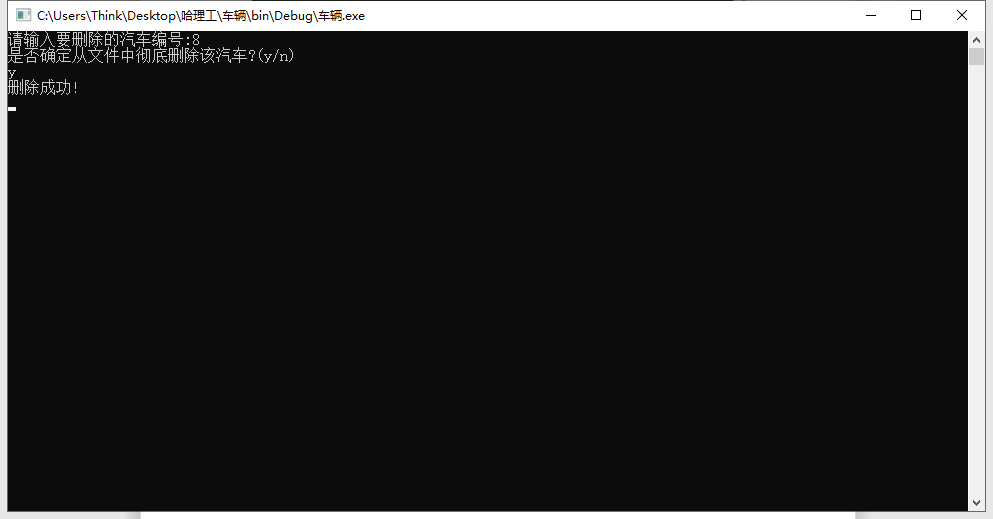 C:\Users\Think\Desktop\哈理工\车辆\bin\Debug\车辆.exe
请输入要删除的汽车编号:8
是否确定从文件中彻底删除该汽车?(y/n)
y
删除成功!